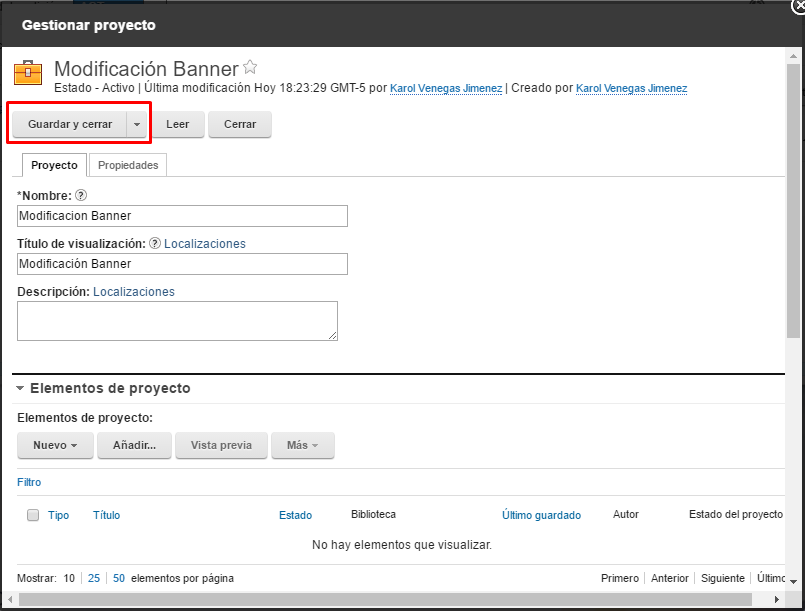 Gestionar proyecto
Modificación Banner
Estado - Activo | Última modificación Hoy 18:23:29 GMT-5 por Karol Venegas Jimenez | Creado por Karol Venegas Jimenez
Guardar y cerrar Leer Cerrar
Proyecto Propiedades
*Nombre: ?
Modificacion Banner
Título de visualización: ? Localizaciones
Modificación Banner
Descripción: Localizaciones
Elementos de proyecto
Elementos de proyecto:
Nuevo Añadir... Vista previa Más
Filtro
Tipo Título Estado Biblioteca Último guardado Autor Estado del proyecto
No hay elementos que visualizar.
Mostrar: 10 | 25 | 50 elementos por página Primero | Anterior | Siguiente | Último